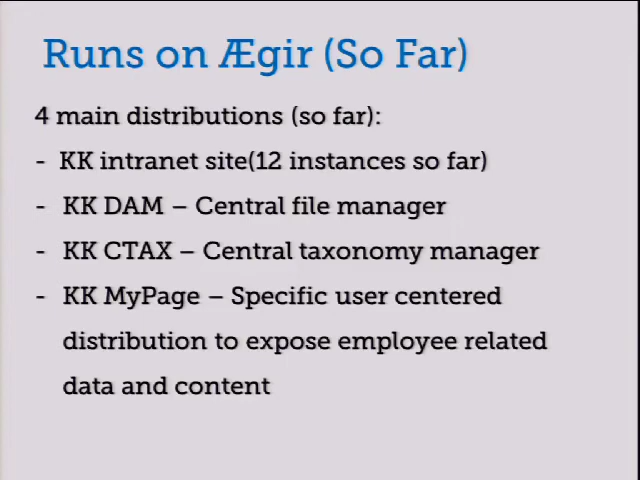 Runs on Ægir (So Far)
4 main distributions (so far):
- KK intranet site(12 instances so far)
- KK DAM – Central file manager
- KK CTAX – Central taxonomy manager
- KK MyPage – Specific user centered
distribution to expose employee related
data and content